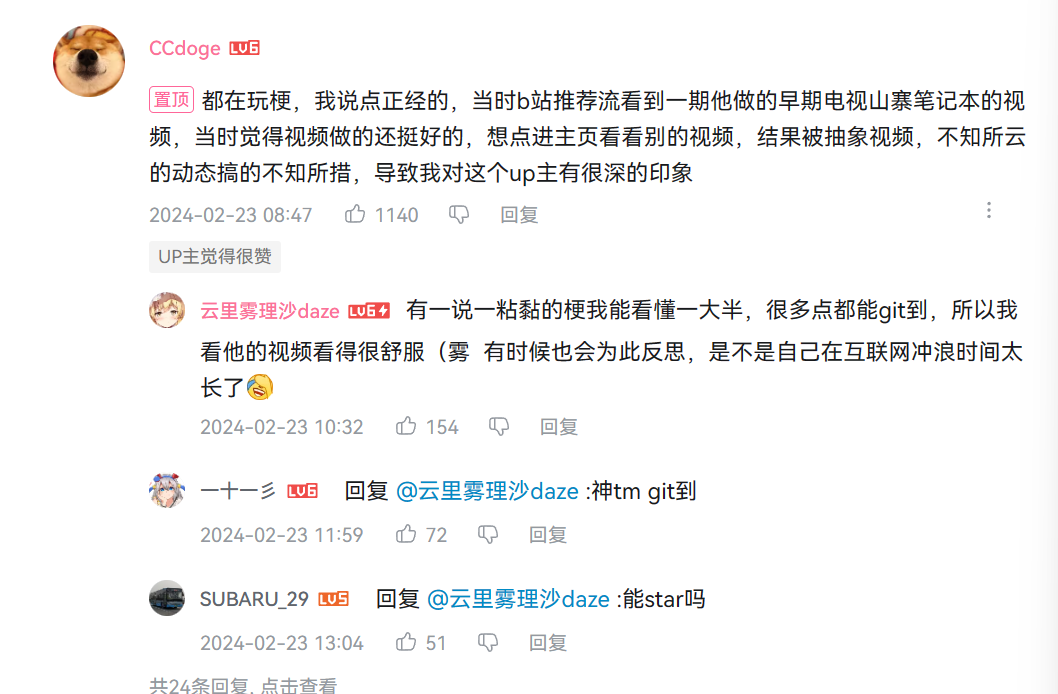 CCdoge LV6
置顶 都在玩梗，我说点正经的，当时b站推荐流看到一期他做的早期电视山寨笔记本的视
频，当时觉得视频做的还挺好的，想点进主页看看别的视频，结果被抽象视频，不知所云
的动态搞的不知所措，导致我对这个up主有很深的印象
2024-02-23 08:47 1140 回复
UP主觉得很赞
云里雾理沙daze LV6 有一说一粘黏的梗我能看懂一大半，很多点都能git到，所以我
看他的视频看得很舒服（雾 有时候也会为此反思，是不是自己在互联网冲浪时间太
长了
2024-02-23 10:32 154 回复
一十一彡 LV6 回复 @云里雾理沙daze :神tm git到
2024-02-23 11:59 72 回复
SUBARU_29 LV5 回复 @云里雾理沙daze :能star吗
2024-02-23 13:04 51 回复
共24条回复, 点击查看